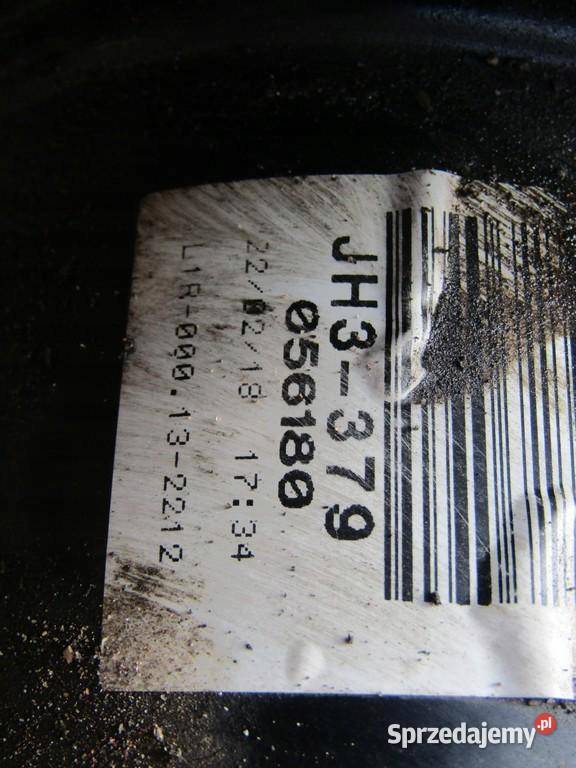 JH3-379
056180
22/02/18 17:34
L1R-000.13-2212
Sprzedajemy.pl